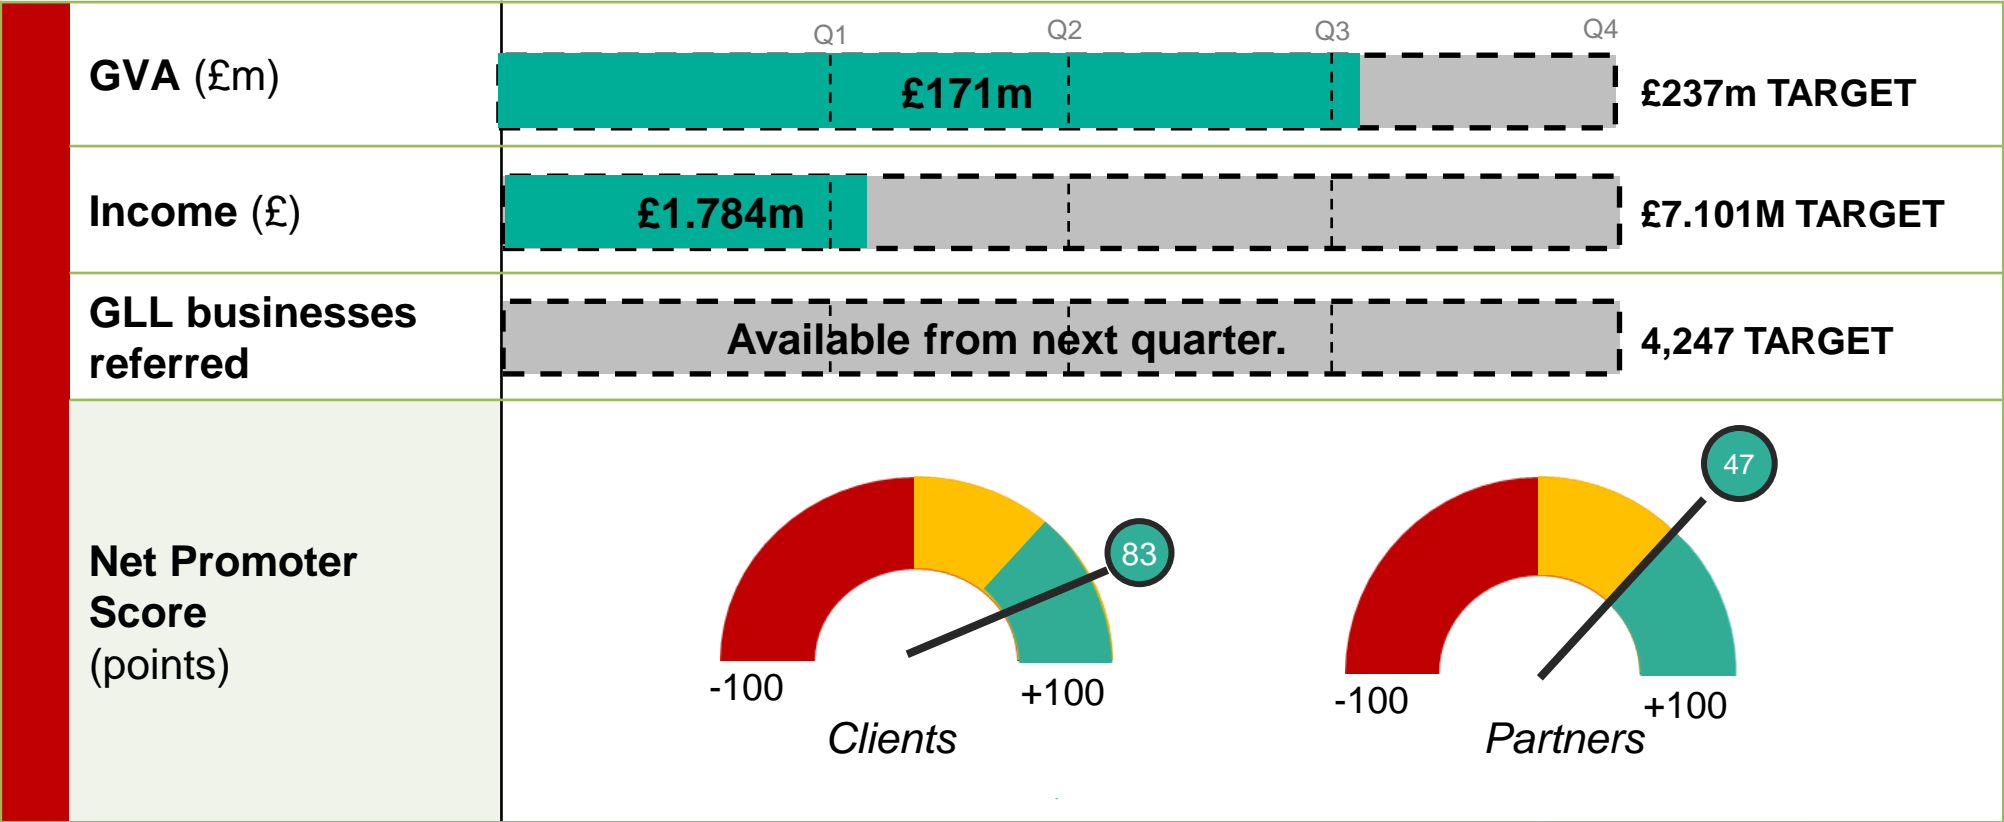 Q1 Q2 Q3 Q4
GVA (£m)
£171m
£237m TARGET
Income (£)
£1.784m
£7.101M TARGET
GLL businesses
referred
Available from next quarter.
4,247 TARGET
Net Promoter
Score
(points)
83
-100
+100
Clients
47
-100
+100
Partners